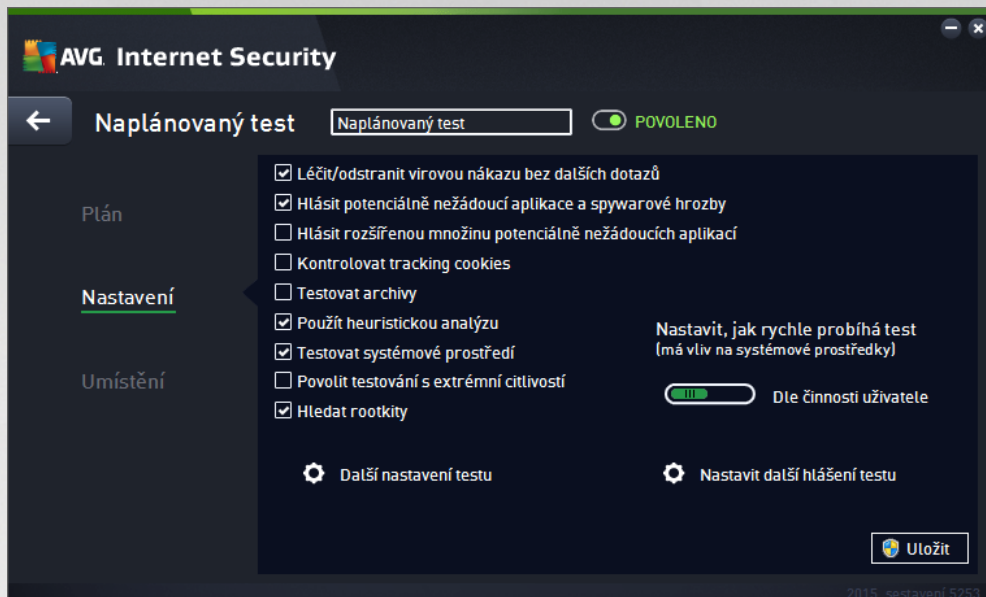 AVG. Internet Security
Naplánovaný test
Naplánovaný test
POVOLENO
Plán
Nastavení
Umístění
Léčit/odstranit virovou nákazu bez dalších dotazů
Hlásit potenciálně nežádoucí aplikace a spywarové hrozby
Hlásit rozšířenou množinu potenciálně nežádoucích aplikací
Kontrolovat tracking cookies
Testovat archivy
Použít heuristickou analýzu
Testovat systémové prostředí
Povolit testování s extrémní citlivostí
Hledat rootkity
Nastavit, jak rychle probíhá test
(má vliv na systémové prostředky)
Dle činnosti uživatele
Další nastavení testu
Nastavit další hlášení testu
Uložit
2015, sestavení 5253